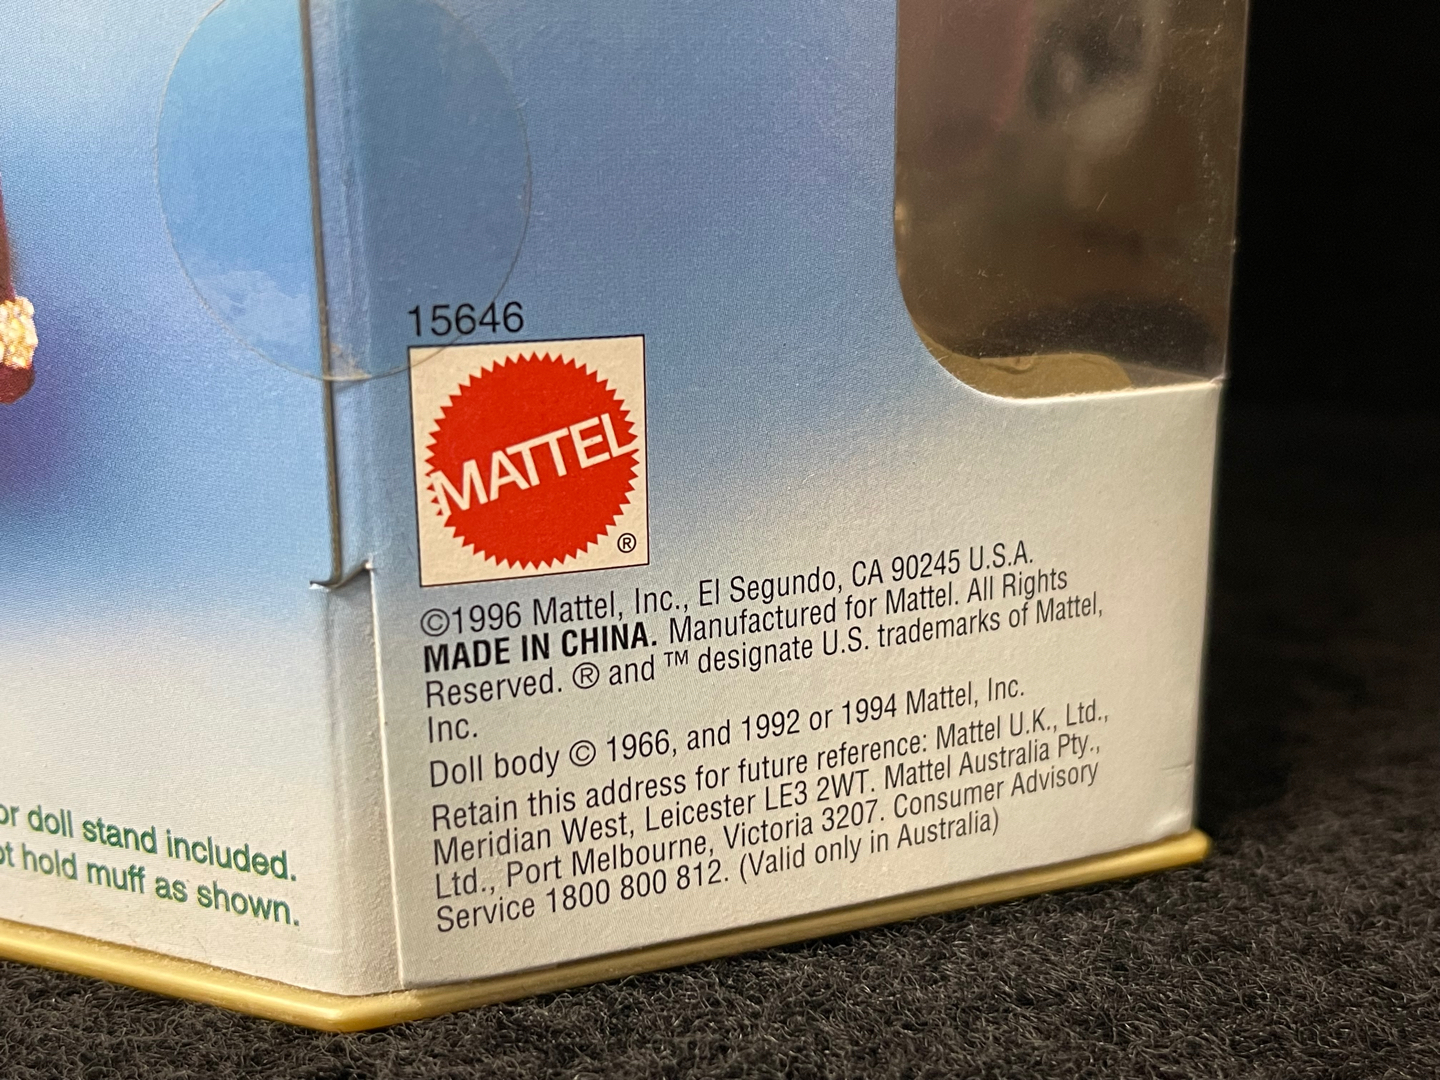 15646
MATTEL
®
©1996 Mattel, Inc., El Segundo, CA 90245 U.S.A.
MADE IN CHINA. Manufactured for Mattel. All Rights
Reserved. ® and ™ designate U.S. trademarks of Mattel,
Inc.
Doll body © 1966, and 1992 or 1994 Mattel, Inc.
Retain this address for future reference: Mattel U.K., Ltd.,
Meridian West, Leicester LE3 2WT. Mattel Australia Pty.,
Ltd., Port Melbourne, Victoria 3207. Consumer Advisory
Service 1800 800 812. (Valid only in Australia)
doll stand included.
hold muff as shown.